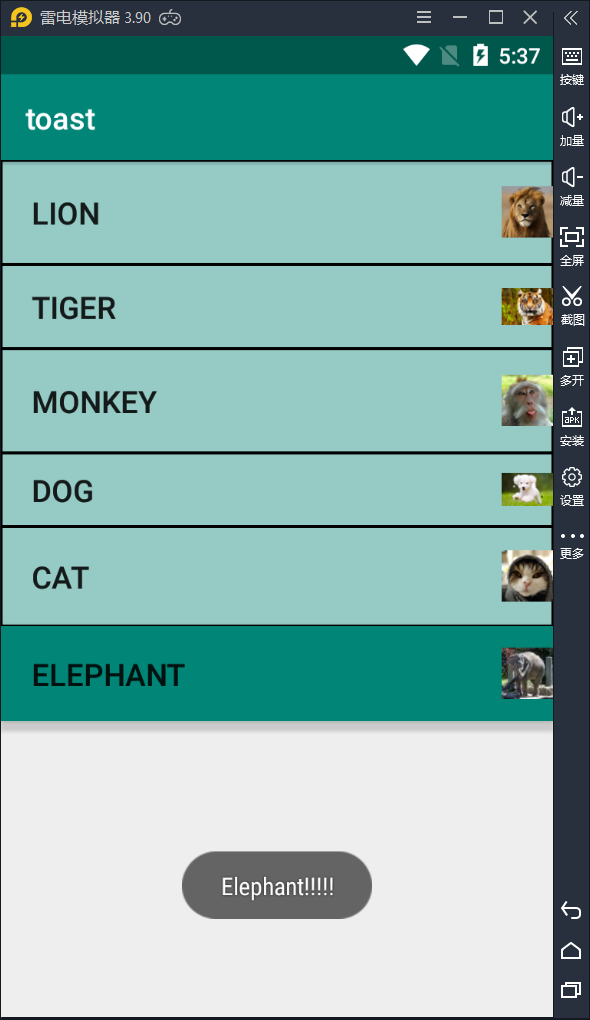 雷电模拟器 3.90
5:37
toast
LION
TIGER
MONKEY
DOG
CAT
ELEPHANT
Elephant!!!!!
按键
加量
减量
全屏
截图
多开
APK
安装
设置
更多